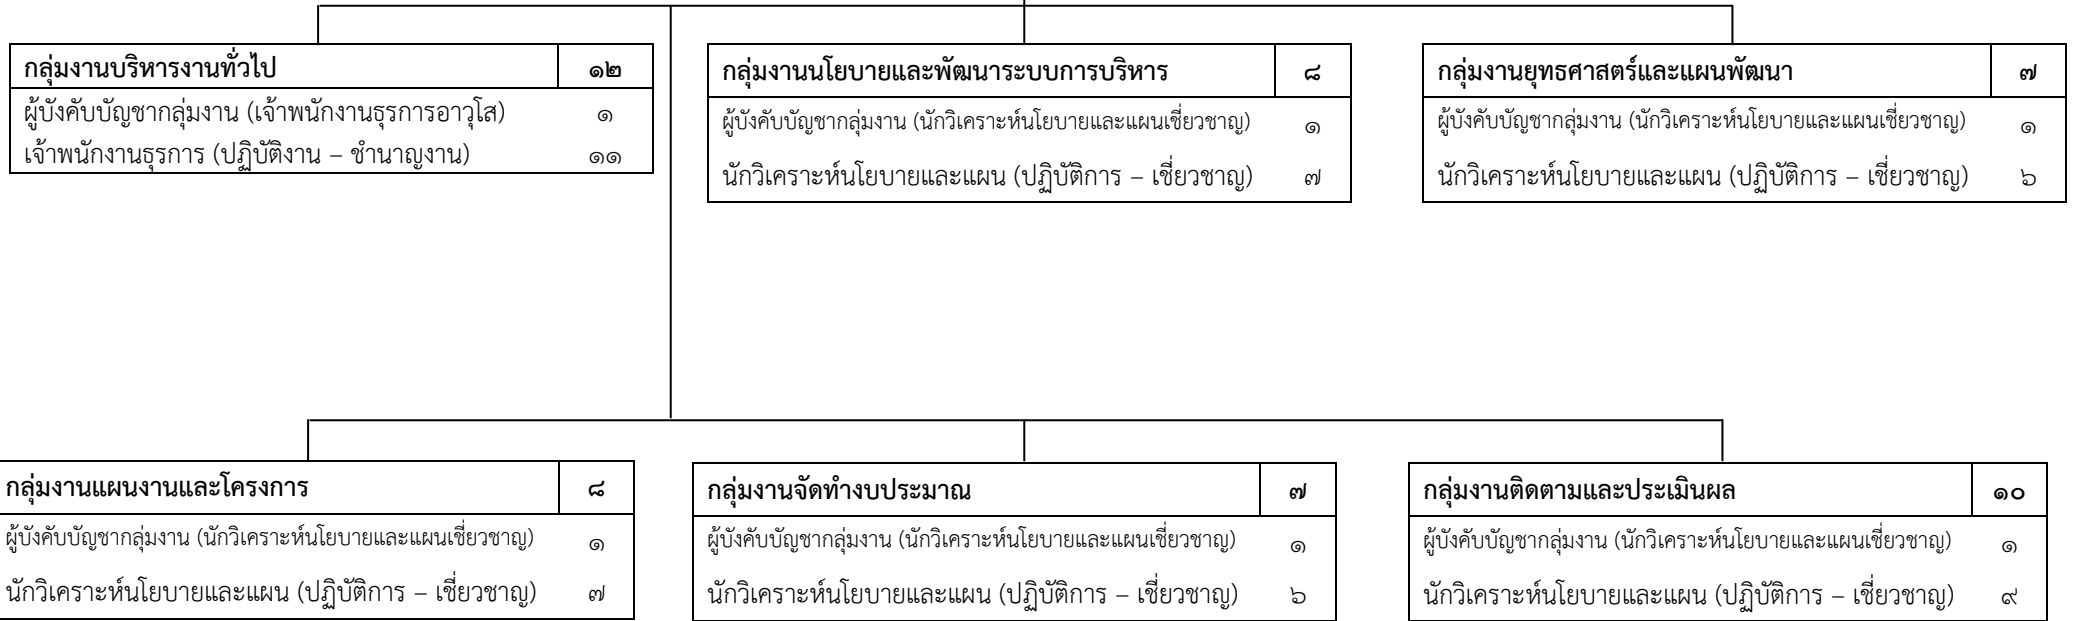 กลุ่มงานบริหารงานทั่วไป ๑๒
ผู้บังคับบัญชากลุ่มงาน (เจ้าพนักงานธุรการอาวุโส) ๑
เจ้าพนักงานธุรการ (ปฏิบัติงาน – ชำนาญงาน) ๑๑
กลุ่มงานนโยบายและพัฒนาระบบการบริหาร ๘
ผู้บังคับบัญชากลุ่มงาน (นักวิเคราะห์นโยบายและแผนเชี่ยวชาญ) ๑
นักวิเคราะห์นโยบายและแผน (ปฏิบัติการ – เชี่ยวชาญ) ๗
กลุ่มงานยุทธศาสตร์และแผนพัฒนา ๗
ผู้บังคับบัญชากลุ่มงาน (นักวิเคราะห์นโยบายและแผนเชี่ยวชาญ) ๑
นักวิเคราะห์นโยบายและแผน (ปฏิบัติการ – เชี่ยวชาญ) ๖
กลุ่มงานแผนงานและโครงการ ๘
ผู้บังคับบัญชากลุ่มงาน (นักวิเคราะห์นโยบายและแผนเชี่ยวชาญ) ๑
นักวิเคราะห์นโยบายและแผน (ปฏิบัติการ – เชี่ยวชาญ) ๗
กลุ่มงานจัดทำงบประมาณ ๗
ผู้บังคับบัญชากลุ่มงาน (นักวิเคราะห์นโยบายและแผนเชี่ยวชาญ) ๑
นักวิเคราะห์นโยบายและแผน (ปฏิบัติการ – เชี่ยวชาญ) ๖
กลุ่มงานติดตามและประเมินผล ๑๐
ผู้บังคับบัญชากลุ่มงาน (นักวิเคราะห์นโยบายและแผนเชี่ยวชาญ) ๑
นักวิเคราะห์นโยบายและแผน (ปฏิบัติการ – เชี่ยวชาญ) ๙